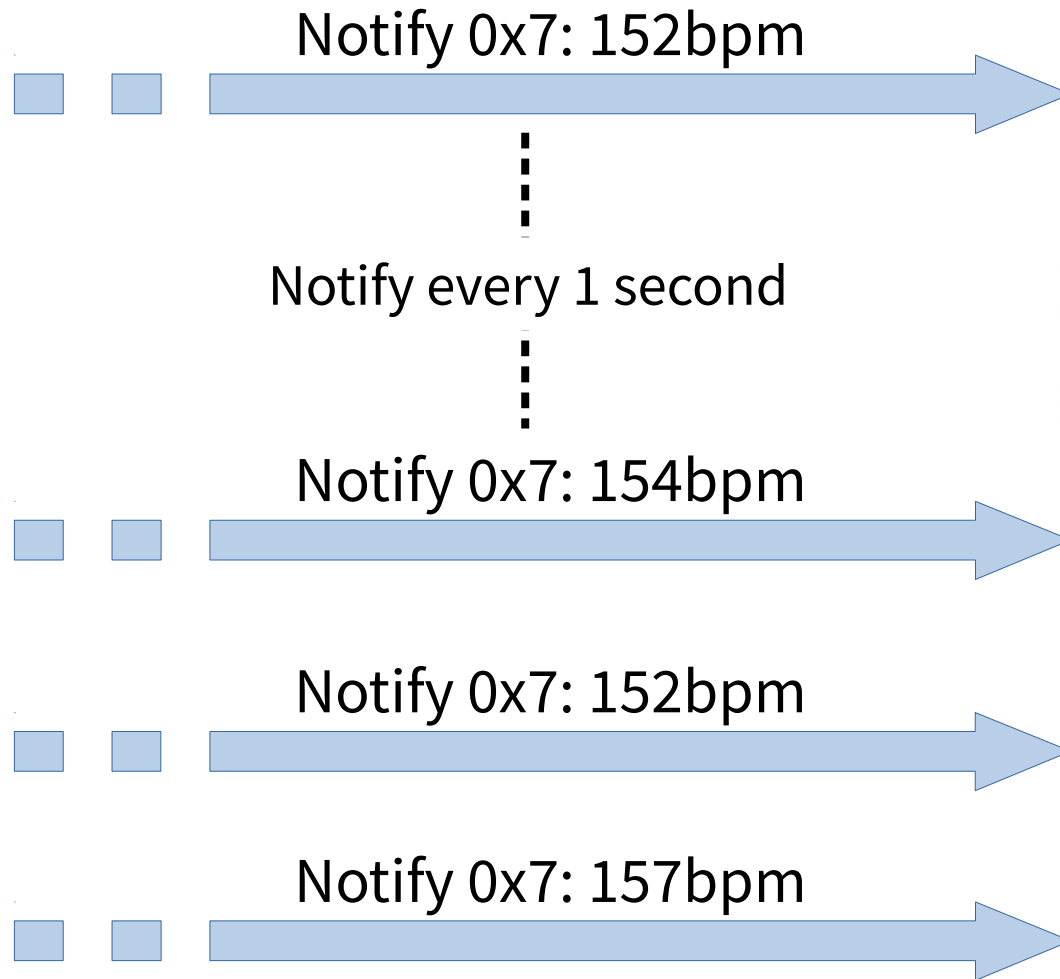 Notify 0x7: 152bpm
Notify every 1 second
Notify 0x7: 154bpm
Notify 0x7: 152bpm
Notify 0x7: 157bpm